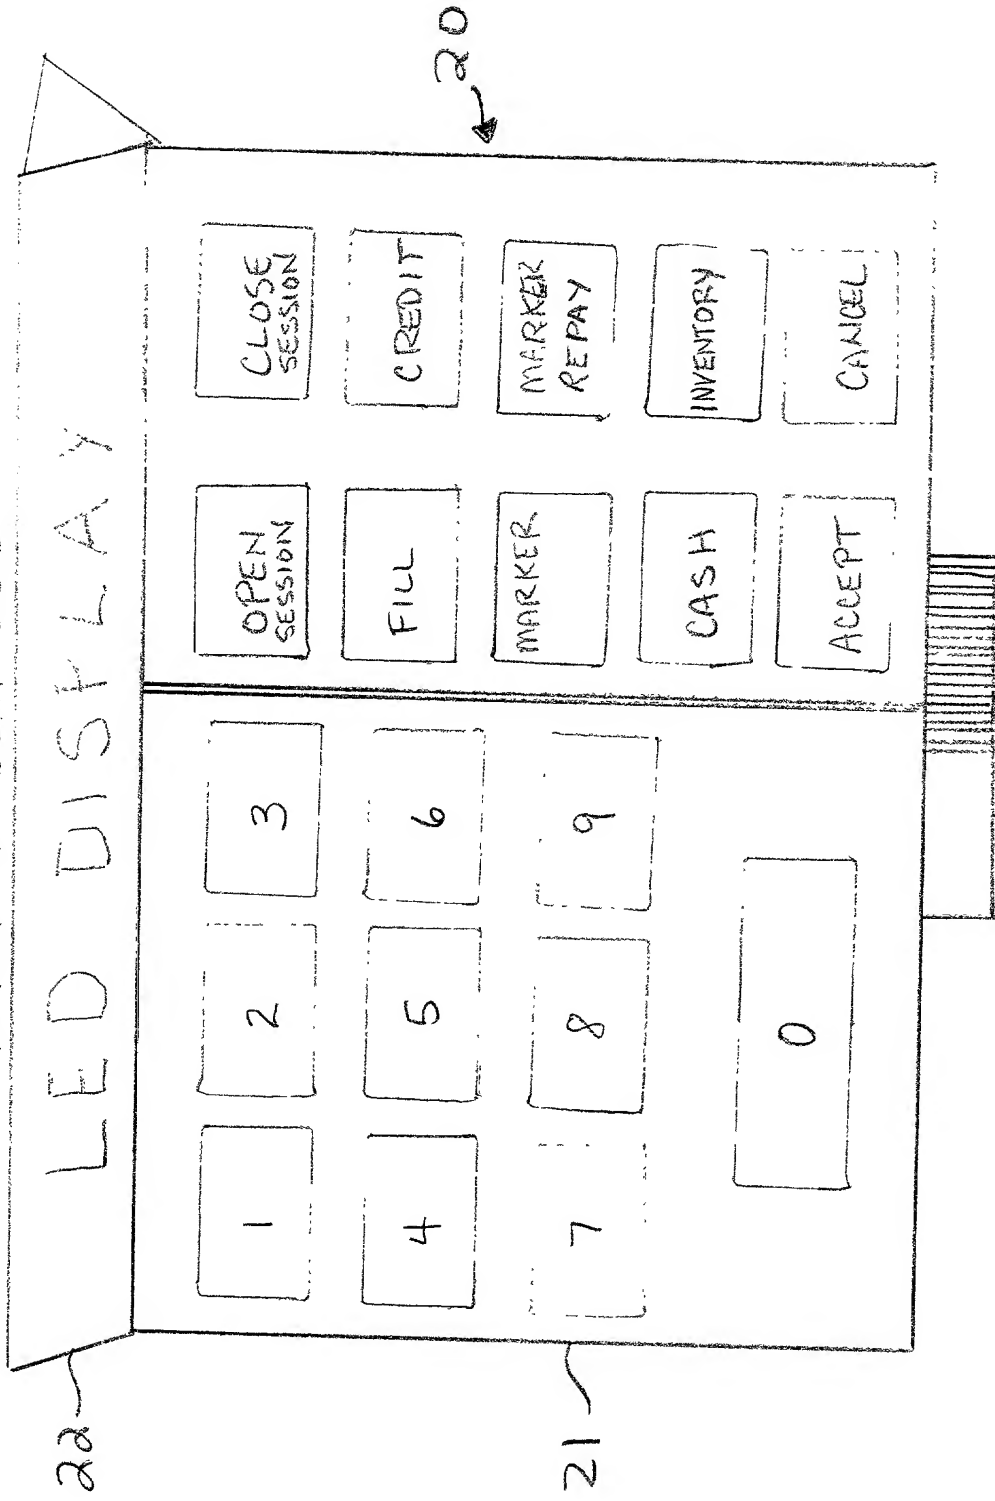 20
22
LED DISPLAY
21
1 2 3
4 5 6
7 8 9
0
OPEN
SESSION
CLOSE
SESSION
FILL
CREDIT
MARKER
MARKER
REPAY
CASH
INVENTORY
ACCEPT
CANCEL